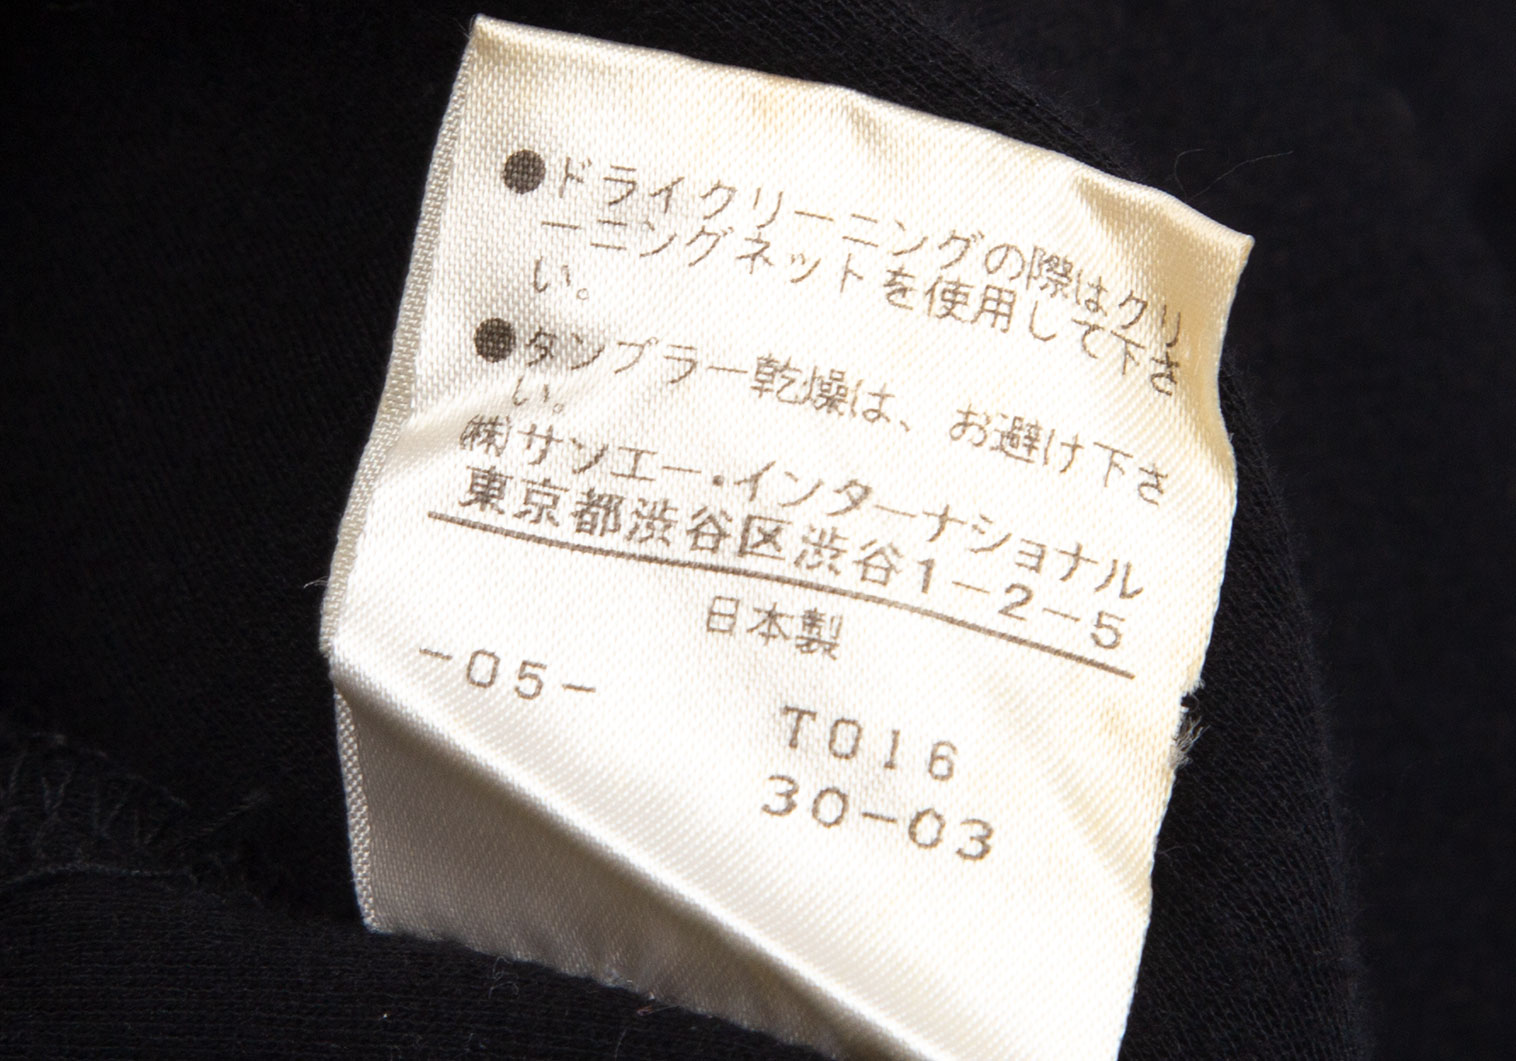 ●ドライクリーニングの際はクリ
ーニングネットを使用して下さ
い。
●タンブラー乾燥は、お避け下さ
い。
㈱サンエー・インターナショナル
東京都渋谷区渋谷1-2-5
日本製
-05-
T016
30-03